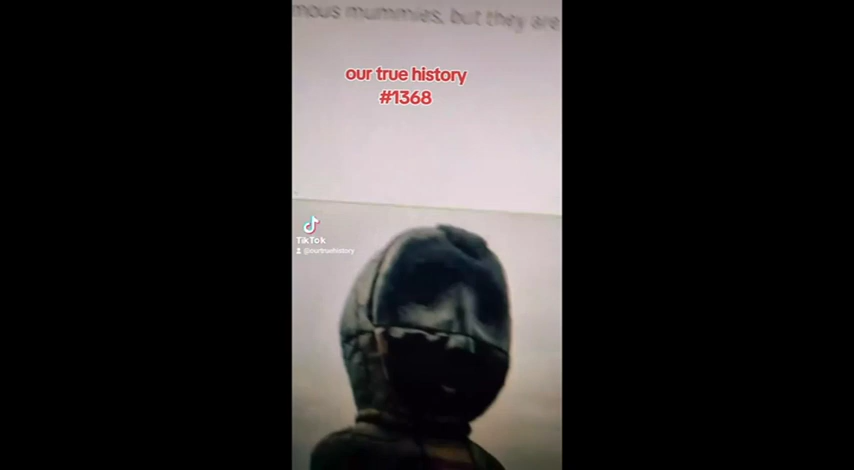 mous mummies, but they are
our true history
#1368
TikTok
@ourtruehistory